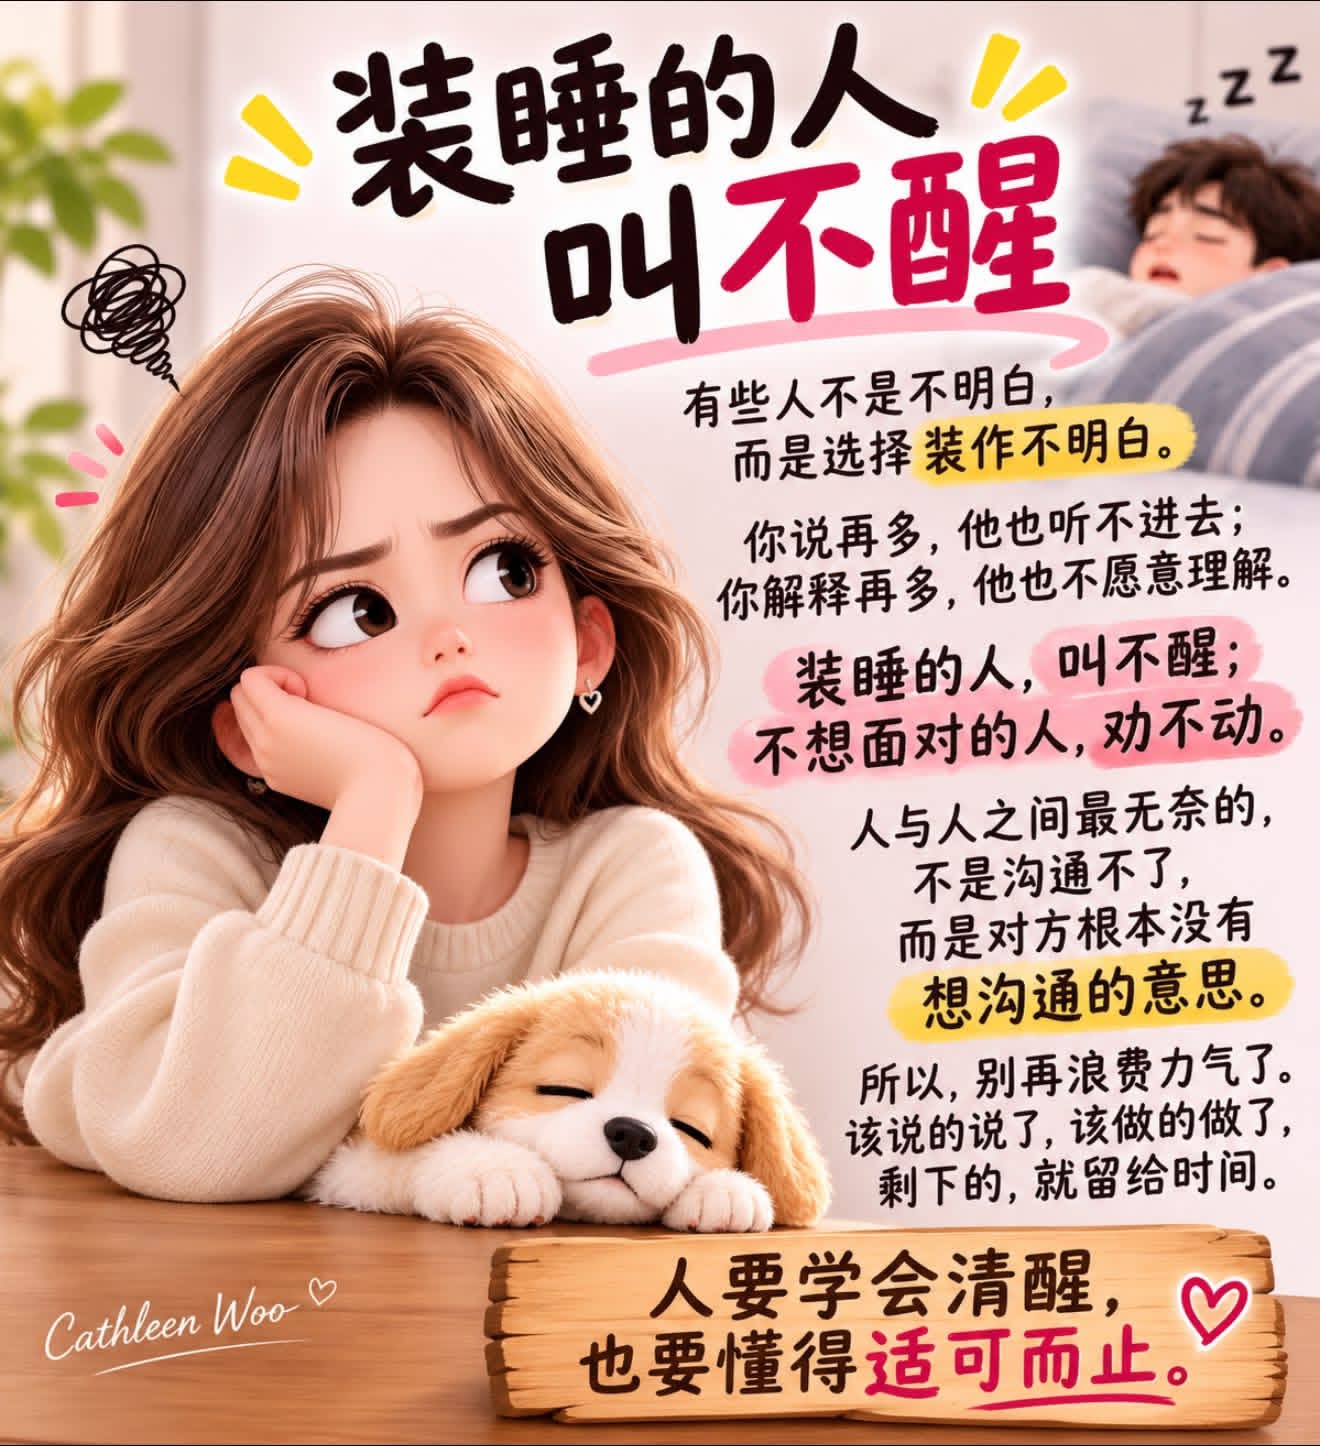 装睡的人
叫不醒
z z z
有些人不是不明白，
而是选择装作不明白。
你说再多，他也听不进去；
你解释再多，他也不愿意理解。
装睡的人，叫不醒；
不想面对的人，劝不动。
人与人之间最无奈的，
不是沟通不了，
而是对方根本没有
想沟通的意思。
所以，别再浪费力气了。
该说的说了，该做的做了，
剩下的，就留给时间。
人要学会清醒，
也要懂得适可而止。
Cathleen Woo